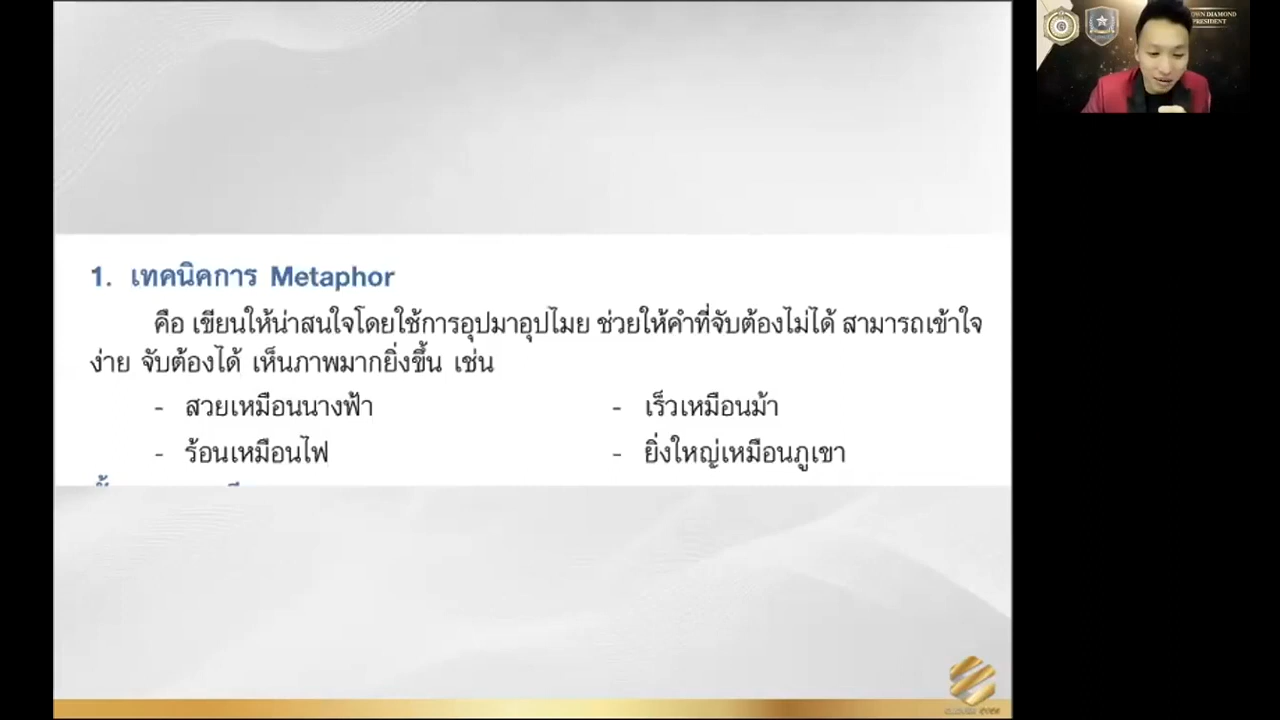 1. เทคนิคการ Metaphor
คือ เขียนให้น่าสนใจโดยใช้การอุปมาอุปไมย ช่วยให้คำที่จับต้องไม่ได้ สามารถเข้าใจ
ง่าย จับต้องได้ เห็นภาพมากยิ่งขึ้น เช่น
- สวยเหมือนนางฟ้า
- เร็วเหมือนม้า
- ร้อนเหมือนไฟ
- ยิ่งใหญ่เหมือนภูเขา
DIAMOND
PRESIDENT